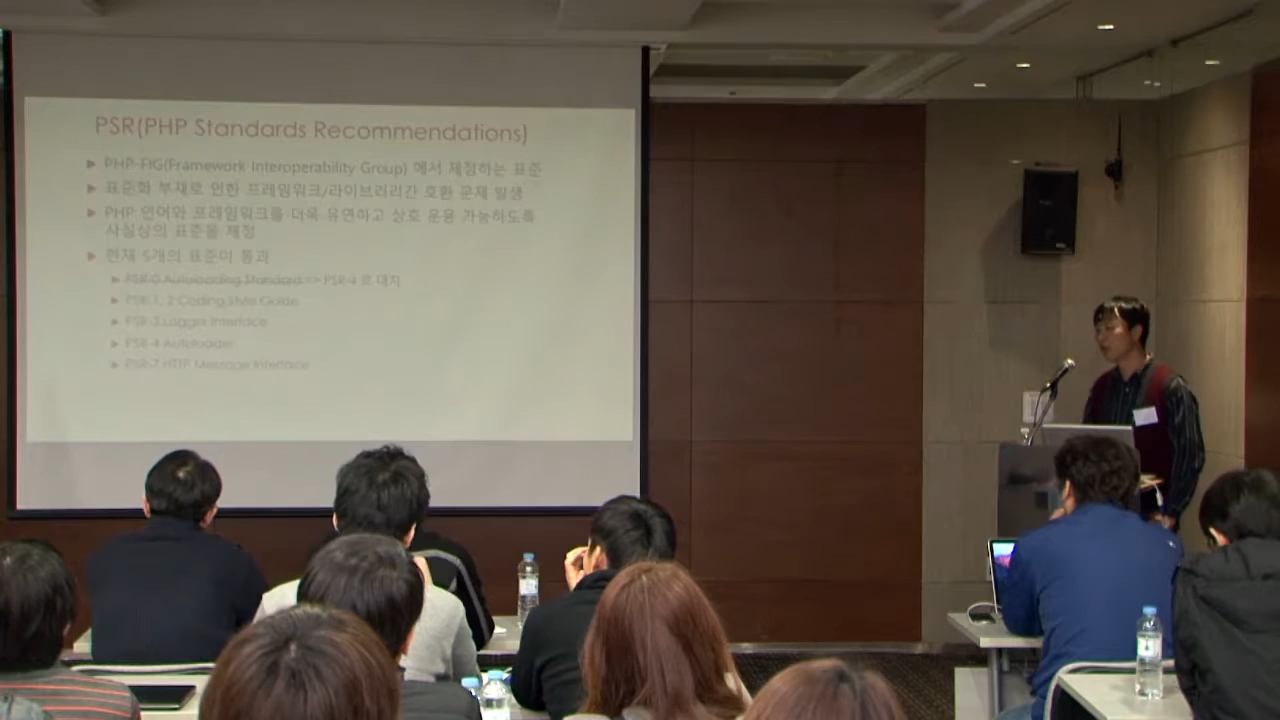 PSR(PHP Standards Recommendations)
PHP-FIG(Framework Interoperability Group) 에서 제정하는 표준
표준화 부재로 인한 프레임워크/라이브러리간 호환 문제 발생
PHP 언어와 프레임워크를 더욱 유연하고 상호 운용 가능하도록
사실상의 표준을 제정
현재 5개의 표준이 통과
PSR-0 Autoloading Standard => PSR-4 로 대치
PSR-1, 2 Coding Style Guide
PSR-3 Logger Interface
PSR-4 Autoloader
PSR-7 HTTP Message Interface